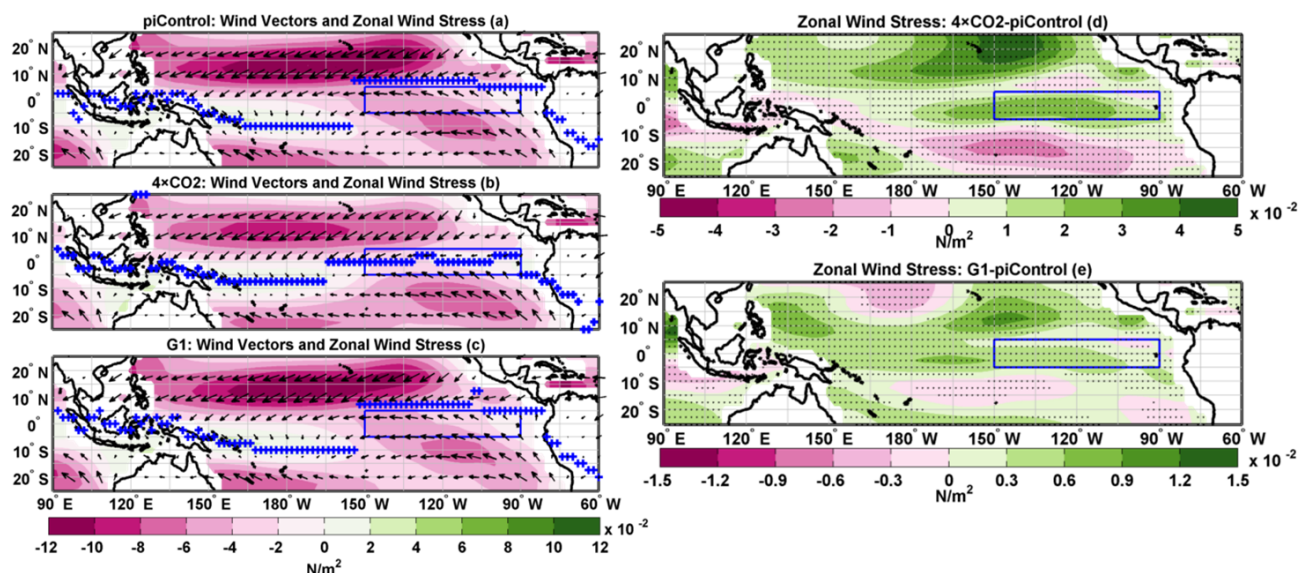 piControl: Wind Vectors and Zonal Wind Stress (a)
20° N
10° N
0°
10° S
20° S
4×CO2: Wind Vectors and Zonal Wind Stress (b)
20° N
10° N
0°
10° S
20° S
G1: Wind Vectors and Zonal Wind Stress (c)
20° N
10° N
0°
10° S
20° S
90° E 120° E 150° E 180° W 150° W 120° W 90° W 60° W
-12 -10 -8 -6 -4 -2 0 2 4 6 8 10 12
x 10-2
N/m2
Zonal Wind Stress: 4×CO2-piControl (d)
20° N
10° N
0°
10° S
20° S
90° E 120° E 150° E 180° W 150° W 120° W 90° W 60° W
-5 -4 -3 -2 -1 0 1 2 3 4 5
x 10-2
N/m2
Zonal Wind Stress: G1-piControl (e)
20° N
10° N
0°
10° S
20° S
90° E 120° E 150° E 180° W 150° W 120° W 90° W 60° W
-1.5 -1.2 -0.9 -0.6 -0.3 0 0.3 0.6 0.9 1.2 1.5
x 10-2
N/m2